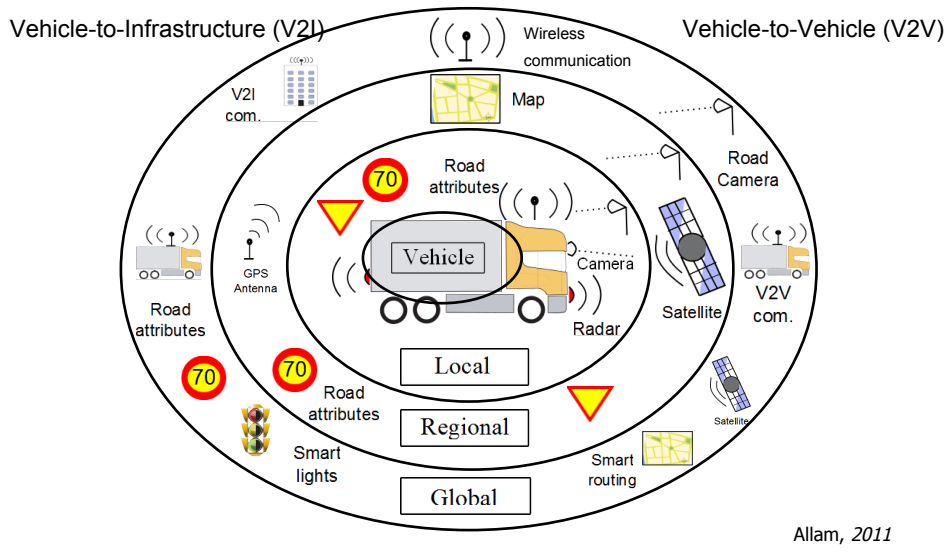 Vehicle-to-Infrastructure (V2I)
Vehicle-to-Vehicle (V2V)
Wireless
communication
V2I
com.
Map
Road
attributes
70
Road
Camera
GPS
Antenna
Vehicle
Camera
Satellite
V2V
com.
Road
attributes
Radar
Local
70
70
Road
attributes
Regional
Satellite
Smart
lights
Smart
routing
Global
Allam, 2011